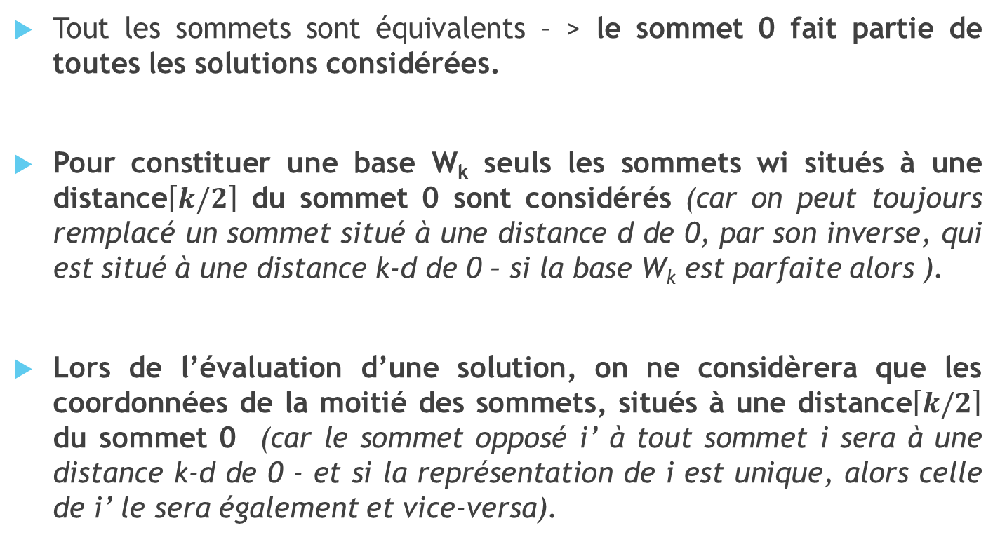 Tout les sommets sont équivalents – > le sommet 0 fait partie de
toutes les solutions considérées.
Pour constituer une base Wk seuls les sommets wi situés à une
distance⌈k/2⌉ du sommet 0 sont considérés (car on peut toujours
remplacé un sommet situé à une distance d de 0, par son inverse, qui
est situé à une distance k-d de 0 – si la base Wk est parfaite alors ).
Lors de l’évaluation d’une solution, on ne considèrera que les
coordonnées de la moitié des sommets, situés à une distance⌈k/2⌉
du sommet 0 (car le sommet opposé i’ à tout sommet i sera à une
distance k-d de 0 - et si la représentation de i est unique, alors celle
de i’ le sera également et vice-versa).